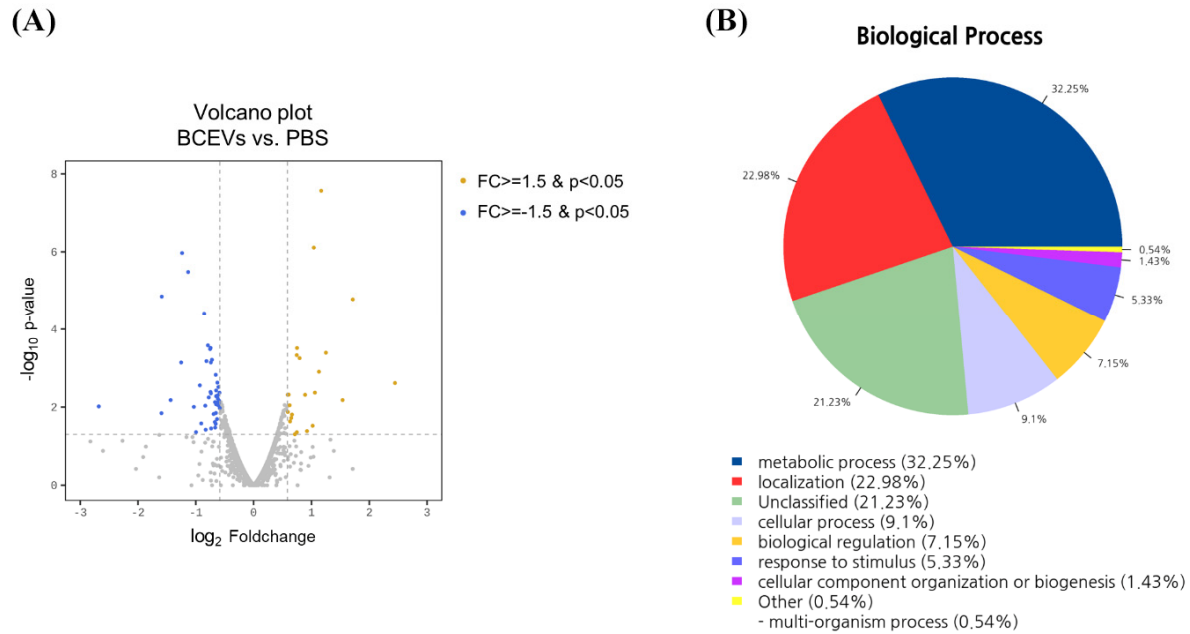 (A)
Volcano plot
BCEVs vs. PBS
8
6
4
2
0
-log10 p-value
-3
-2
-1
0
1
2
3
log2 Foldchange
FC>=1.5 & p<0.05
FC>=-1.5 & p<0.05
(B)
Biological Process
32.25%
22.98%
21.23%
9.1%
7.15%
5.33%
1.43%
0.54%
metabolic process (32.25%)
localization (22.98%)
Unclassified (21.23%)
cellular process (9.1%)
biological regulation (7.15%)
response to stimulus (5.33%)
cellular component organization or biogenesis (1.43%)
Other (0.54%)
- multi-organism process (0.54%)